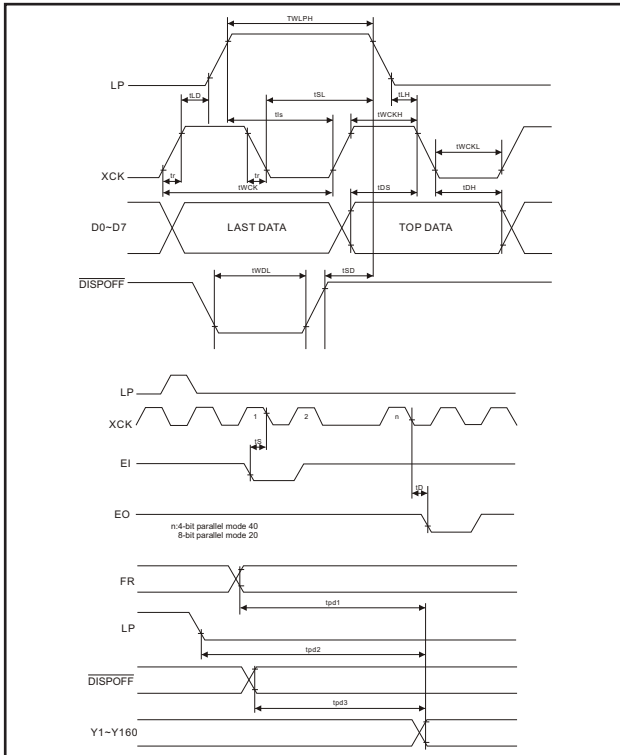 TWLPH
LP
tLD
tSL
tLH
tls
tWCKH
tWCKL
XCK
tr
tr
tWCK
tDS
tDH
D0~D7
LAST DATA
TOP DATA
tWDL
tSD
DISPOFF
LP
XCK
1
2
n
tS
EI
tD
EO
n:4-bit parallel mode 40
8-bit parallel mode 20
FR
tpd1
LP
tpd2
DISPOFF
tpd3
Y1~Y160